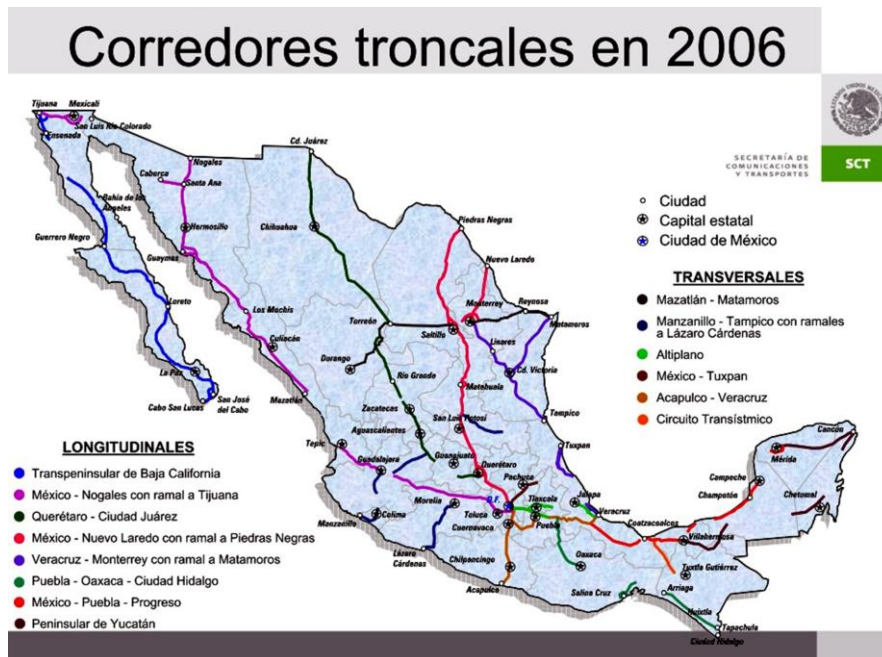 Corredores troncales en 2006
SECRETARÍA DE
COMUNICACIONES
Y TRANSPORTES
SCT
Ciudad
Capital estatal
Ciudad de México
TRANSVERSALES
Mazatlán - Matamoros
Manzanillo - Tampico con ramales
a Lázaro Cárdenas
Altiplano
México - Tuxpan
Acapulco - Veracruz
Circuito Transístmico
Tijuana
Mexicali
San Luis Río Colorado
Ensenada
Nogales
Cd. Juárez
Caborca
Santa Ana
Bahía de los
Ángeles
Hermosillo
Chihuahua
Piedras Negras
Guerrero Negro
Guaymas
Nuevo Laredo
Loreto
Los Mochis
Monterrey
Reynosa
Torreón
Saltillo
Matamoros
Culiacán
Linares
Durango
La Paz
Río Grande
Cd. Victoria
Cabo San Lucas
San José
del Cabo
Mazatlán
Matehuala
Zacatecas
San Luis Potosí
Tampico
Aguascalientes
Tepic
Guadalajara
Guanajuato
Querétaro
Tuxpan
Pachuca
Cancún
Mérida
Morelia
D.F.
Tlaxcala
Jalapa
Campeche
Champotón
Chetumal
Manzanillo
Colima
Toluca
Veracruz
Cuernavaca
Puebla
Coatzacoalcos
Villahermosa
Lázaro
Cárdenas
Chilpancingo
Oaxaca
Tuxtla Gutiérrez
Acapulco
Salina Cruz
Arriaga
Huixtla
Tapachula
Ciudad Hidalgo
LONGITUDINALES
Transpeninsular de Baja California
México - Nogales con ramal a Tijuana
Querétaro - Ciudad Juárez
México - Nuevo Laredo con ramal a Piedras Negras
Veracruz - Monterrey con ramal a Matamoros
Puebla - Oaxaca - Ciudad Hidalgo
México - Puebla - Progreso
Peninsular de Yucatán